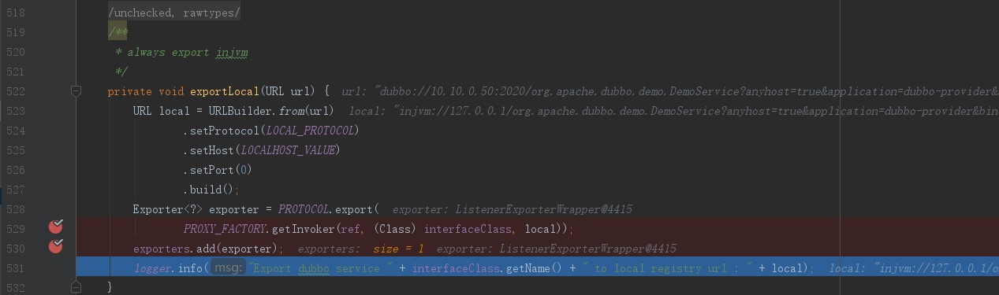 518 /unchecked, rawtypes/
519 /**
520 * always export injvm
521 */
522 private void exportLocal(URL url) { url: "dubbo://10.10.0.50:2020/org.apache.dubbo.demo.DemoService?anyhost=true&application=dubbo-provider&
523 URL local = URLBuilder.from(url) local: "injvm://127.0.0.1/org.apache.dubbo.demo.DemoService?anyhost=true&application=dubbo-provider&bin
524 .setProtocol(LOCAL_PROTOCOL)
525 .setHost(LOCALHOST_VALUE)
526 .setPort(0)
527 .build();
528 Exporter<?> exporter = PROTOCOL.export( exporter: ListenerExporterWrapper@4415
529 PROXY_FACTORY.getInvoker(ref, (Class) interfaceClass, local));
530 exporters.add(exporter); exporters: size = 1 exporter: ListenerExporterWrapper@4415
531 logger.info( msg: "Export dubbo service " + interfaceClass.getName() + " to local registry url : " + local); local: "injvm://127.0.0.1/o
532 }